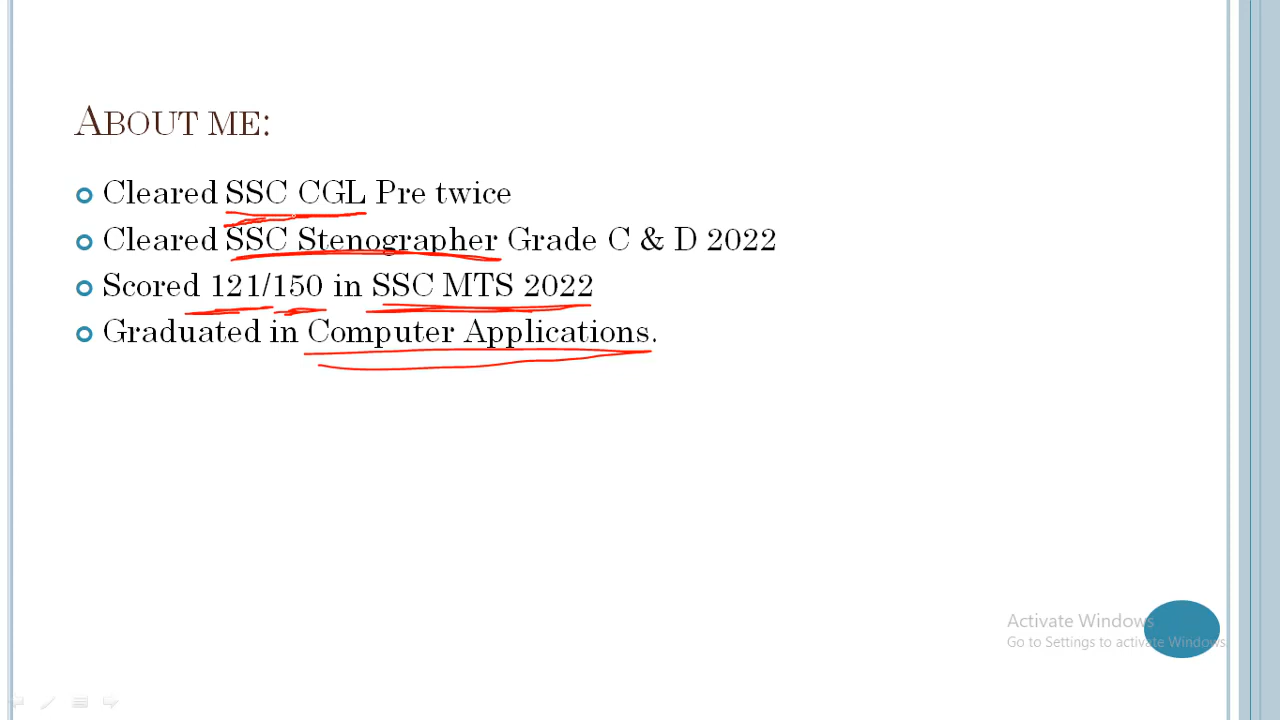 ABOUT ME:
Cleared SSC CGL Pre twice
Cleared SSC Stenographer Grade C & D 2022
Scored 121/150 in SSC MTS 2022
Graduated in Computer Applications.
Activate Windows
Go to Settings to activate Windows.